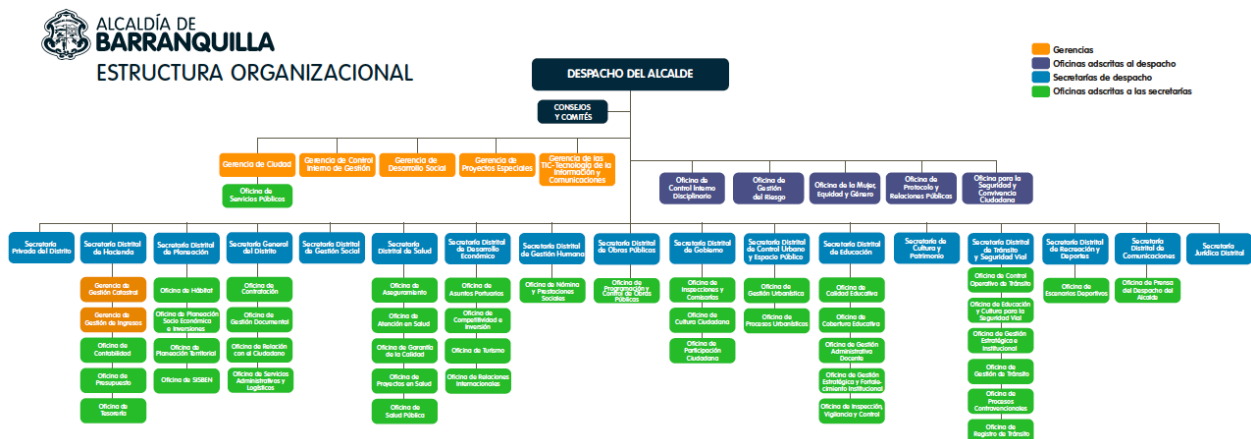 ALCALDÍA DE
BARRANQUILLA
ESTRUCTURA ORGANIZACIONAL
DESPACHO DEL ALCALDE
CONSEJOS
Y COMITÉS
Gerencias
Oficinas adscritas al despacho
Secretarías de despacho
Oficinas adscritas a las secretarías
Gerencia de Ciudad
Oficina de
Servicios Públicos
Gerencia de Control
Interno de Gestión
Gerencia de
Desarrollo Social
Gerencia de
Proyectos Especiales
Gerencia de las
TIC-Tecnología de la
Información y
Comunicaciones
Oficina de
Control Interno
Disciplinario
Oficina de
Gestión
del Riesgo
Oficina de la Mujer,
Equidad y Género
Oficina de
Protocolo y
Relaciones Públicas
Oficina para la
Seguridad y
Convivencia
Ciudadana
Secretaría
Privada del Distrito
Secretaría Distrital
de Hacienda
Gerencia de
Gestión Catastral
Gerencia de
Gestión de Ingresos
Oficina de
Contabilidad
Oficina de
Presupuesto
Oficina de
Tesorería
Secretaría Distrital
de Planeación
Oficina de Hábitat
Oficina de Planeación
Socio Económica
e Inversiones
Oficina de
Planeación Territorial
Oficina de SISBEN
Secretaría General
del Distrito
Oficina de
Contratación
Oficina de
Gestión Documental
Oficina de Relación
con el Ciudadano
Oficina de Servicios
Administrativos y
Logísticos
Secretaría Distrital
de Gestión Social
Secretaría
Distrital de Salud
Oficina de
Aseguramiento
Oficina de
Atención en Salud
Oficina de Garantía
de la Calidad
Oficina de
Proyectos en Salud
Oficina de
Salud Pública
Secretaría Distrital
de Desarrollo
Económico
Oficina de
Asuntos Portuarios
Oficina de
Competitividad e
Inversión
Oficina de Turismo
Oficina de Relaciones
Internacionales
Secretaría Distrital
de Gestión Humana
Oficina de Nómina
y Prestaciones
Sociales
Secretaría Distrital
de Obras Públicas
Oficina de
Programación y
Control de Obras
Públicas
Secretaría Distrital
de Gobierno
Oficina de
Inspecciones y
Comisarías
Oficina de
Cultura Ciudadana
Oficina de
Participación
Ciudadana
Secretaría Distrital
de Control Urbano
y Espacio Público
Oficina de
Gestión Urbanística
Oficina de
Procesos Urbanísticos
Secretaría Distrital
de Educación
Oficina de
Calidad Educativa
Oficina de
Cobertura Educativa
Oficina de Gestión
Administrativa
Docente
Oficina de Gestión
Estratégica y Fortale-
cimiento Institucional
Oficina de Inspección,
Vigilancia y Control
Secretaría
de Cultura y
Patrimonio
Secretaría Distrital
de Tránsito
y Seguridad Vial
Oficina de Control
Operativo de Tránsito
Oficina de Educación
y Cultura para la
Seguridad Vial
Oficina de Gestión
Estratégica e
Institucional
Oficina de
Gestión de Tránsito
Oficina de
Procesos
Contravencionales
Oficina de
Registro de Tránsito
Secretaría Distrital
de Recreación y
Deportes
Oficina de
Escenarios Deportivos
Secretaría
Distrital de
Comunicaciones
Oficina de Prensa
del Despacho del
Alcalde
Secretaría
Jurídica Distrital